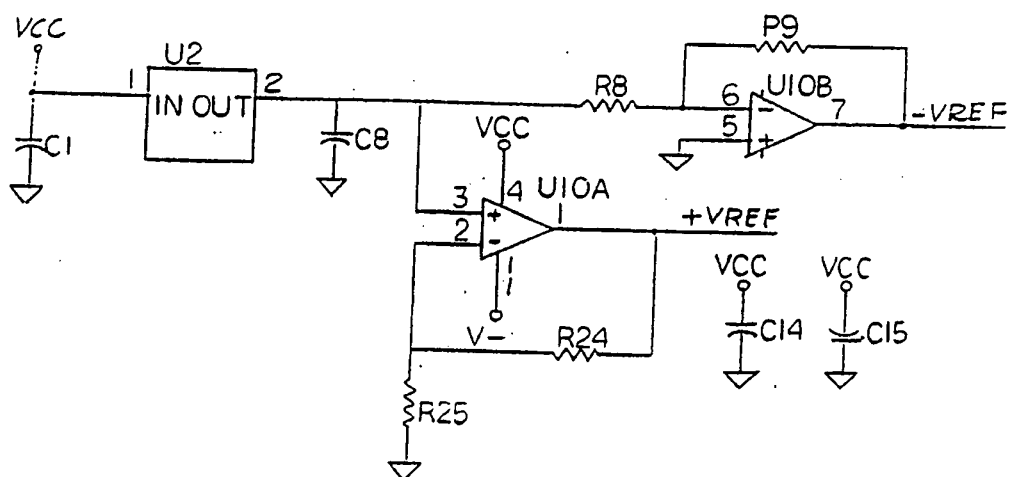 VCC
U2
1
IN OUT
2
C1
C8
R8
P9
U10B
6
-
5
+
7
-VREF
VCC
4
U10A
3
+
2
-
1
11
V-
+VREF
R24
R25
VCC
C14
VCC
C15